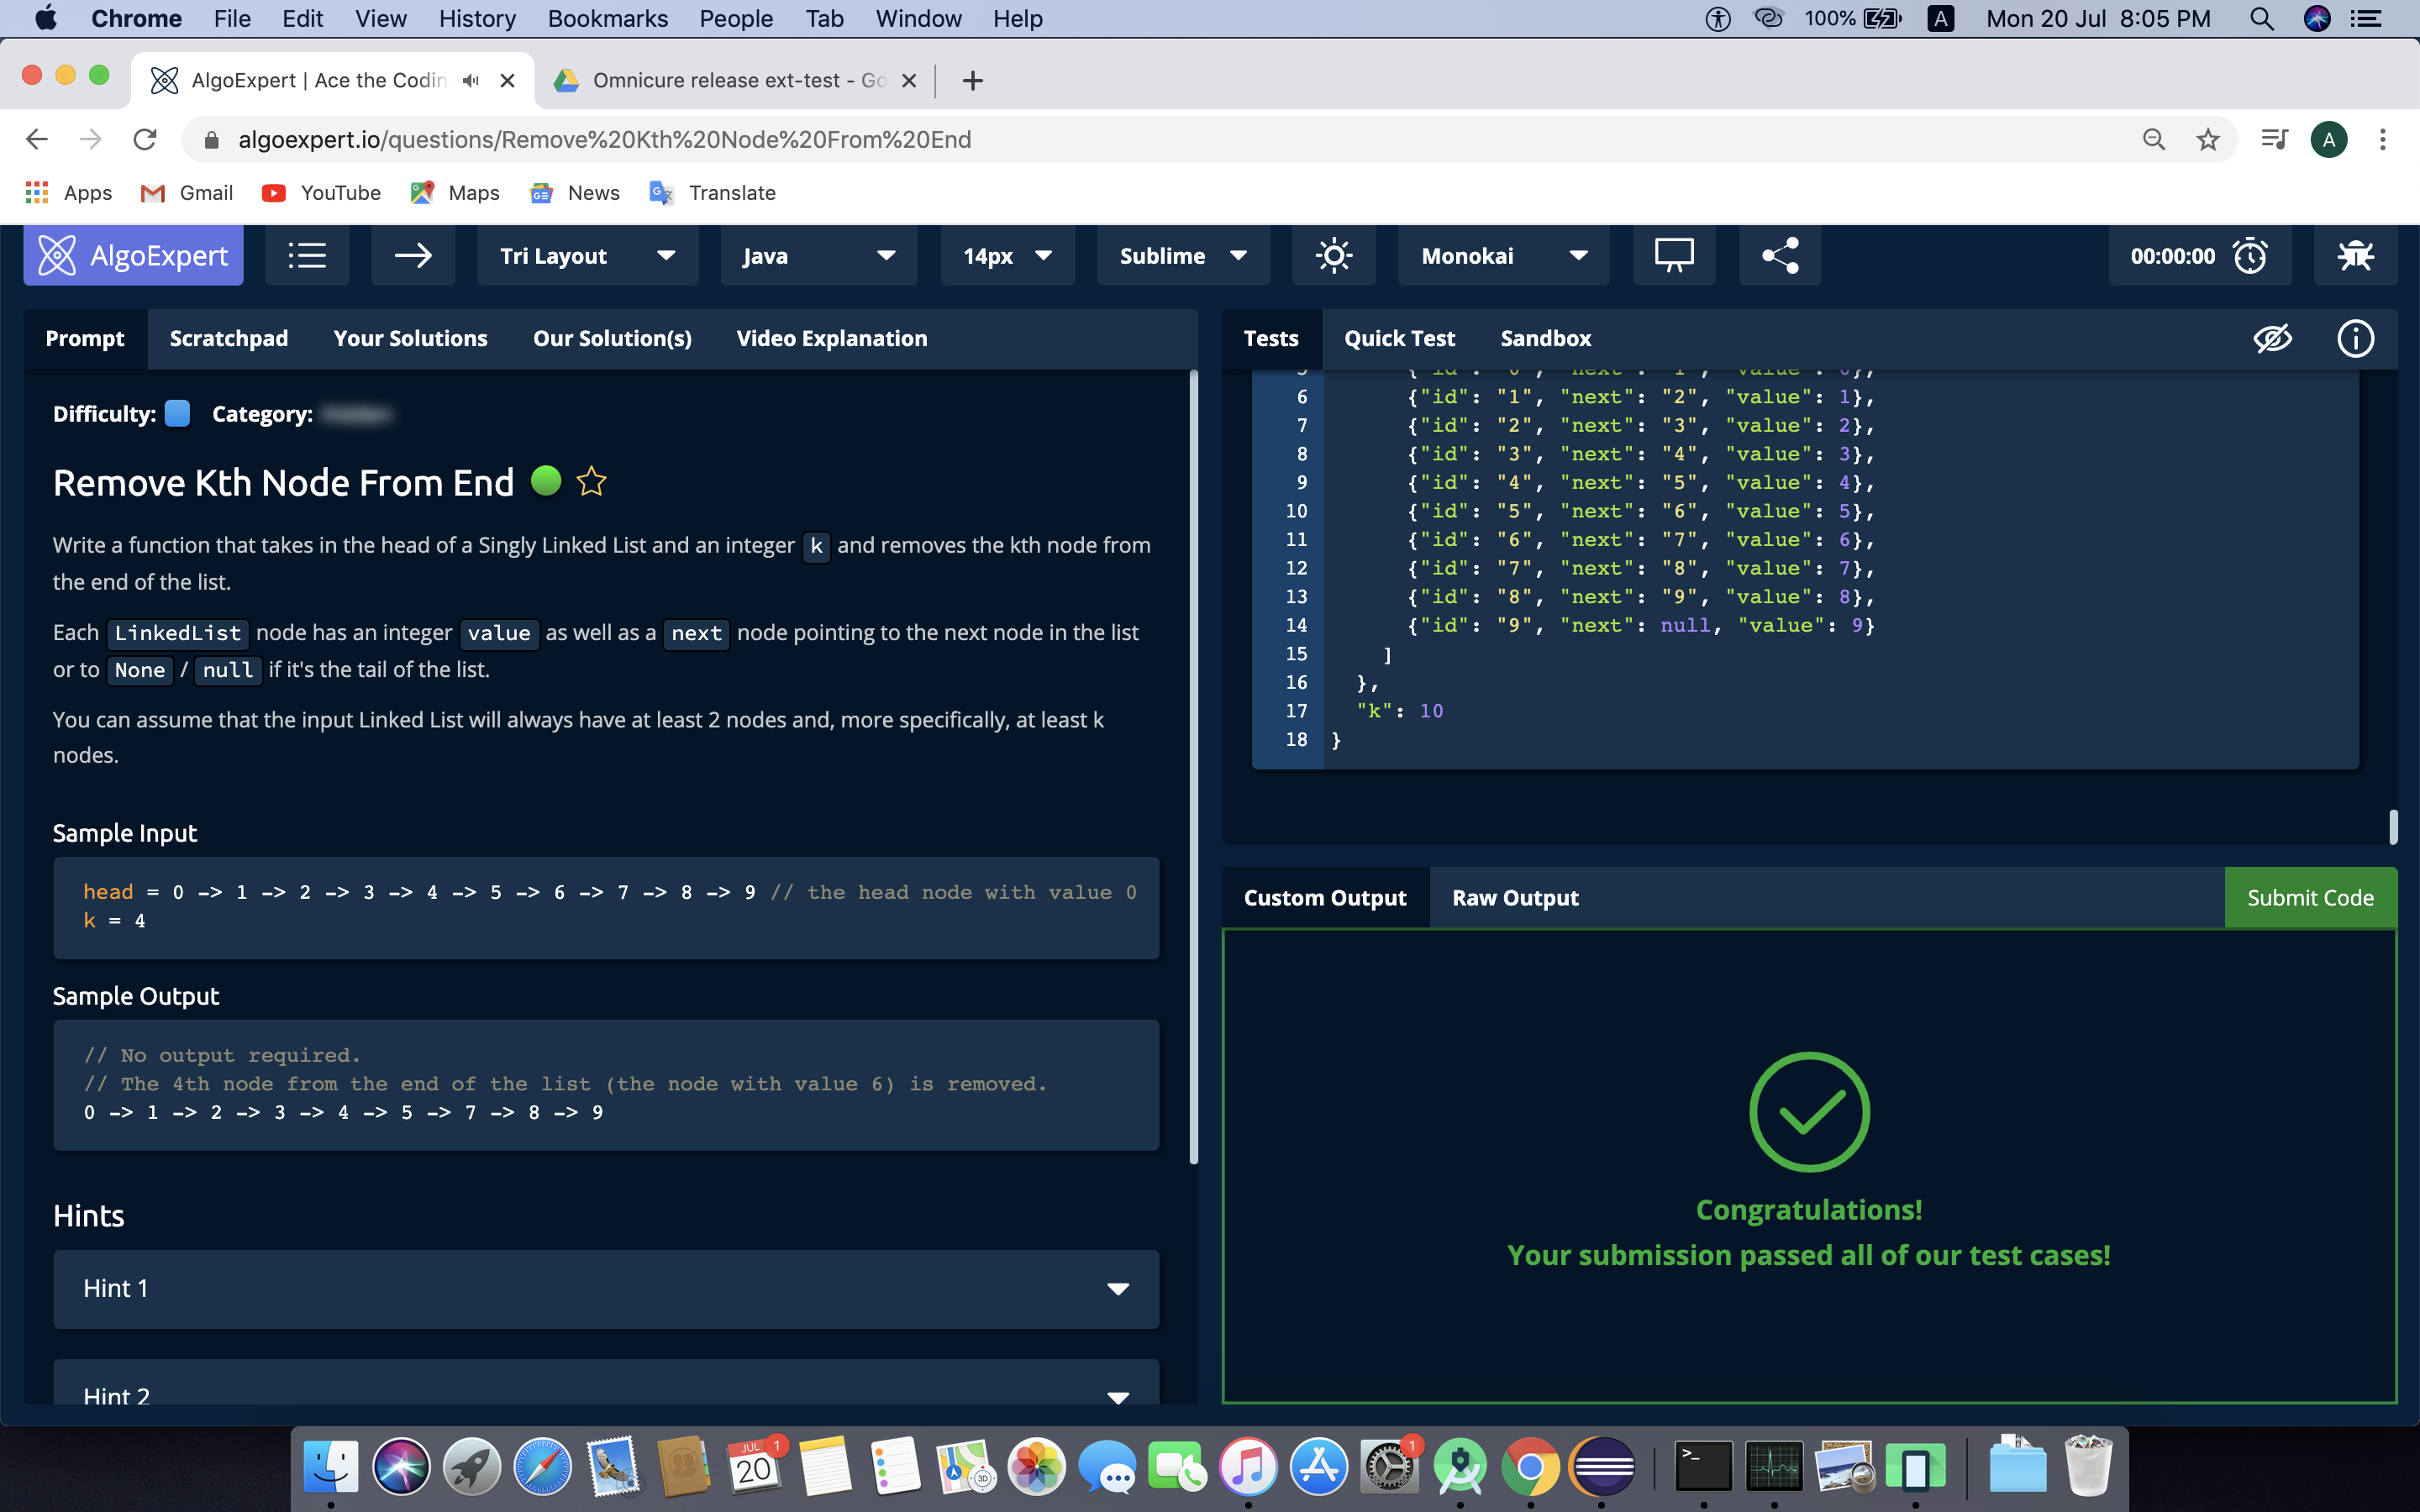 Chrome File Edit View History Bookmarks People Tab Window Help 100% A Mon 20 Jul 8:05 PM
AlgoExpert | Ace the Codin Omnicure release ext-test - Go
algoexpert.io/questions/Remove%20Kth%20Node%20From%20End A
Apps Gmail YouTube Maps News Translate
AlgoExpert Tri Layout Java 14px Sublime Monokai 00:00:00
Prompt Scratchpad Your Solutions Our Solution(s) Video Explanation
Difficulty: Category:
Remove Kth Node From End
Write a function that takes in the head of a Singly Linked List and an integer k and removes the kth node from
the end of the list.
Each LinkedList node has an integer value as well as a next node pointing to the next node in the list
or to None / null if it's the tail of the list.
You can assume that the input Linked List will always have at least 2 nodes and, more specifically, at least k
nodes.
Sample Input
head = 0 -> 1 -> 2 -> 3 -> 4 -> 5 -> 6 -> 7 -> 8 -> 9 // the head node with value 0
k = 4
Sample Output
// No output required.
// The 4th node from the end of the list (the node with value 6) is removed.
0 -> 1 -> 2 -> 3 -> 4 -> 5 -> 7 -> 8 -> 9
Hints
Hint 1
Hint 2
Tests Quick Test Sandbox
5 {"id": "0", "next": "1", "value": 0},
6 {"id": "1", "next": "2", "value": 1},
7 {"id": "2", "next": "3", "value": 2},
8 {"id": "3", "next": "4", "value": 3},
9 {"id": "4", "next": "5", "value": 4},
10 {"id": "5", "next": "6", "value": 5},
11 {"id": "6", "next": "7", "value": 6},
12 {"id": "7", "next": "8", "value": 7},
13 {"id": "8", "next": "9", "value": 8},
14 {"id": "9", "next": null, "value": 9}
15 ]
16 },
17 "k": 10
18 }
Custom Output Raw Output Submit Code
Congratulations!
Your submission passed all of our test cases!
JUL 20 1 3D 1 >_